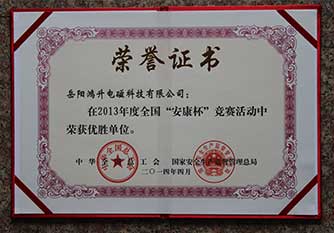 荣誉证书
岳阳鸿升电磁科技有限公司：
在2013年度全国“安康杯”竞赛活动中
荣获优胜单位。
中华全国总工会 国家安全生产监督管理总局
二〇一四年四月